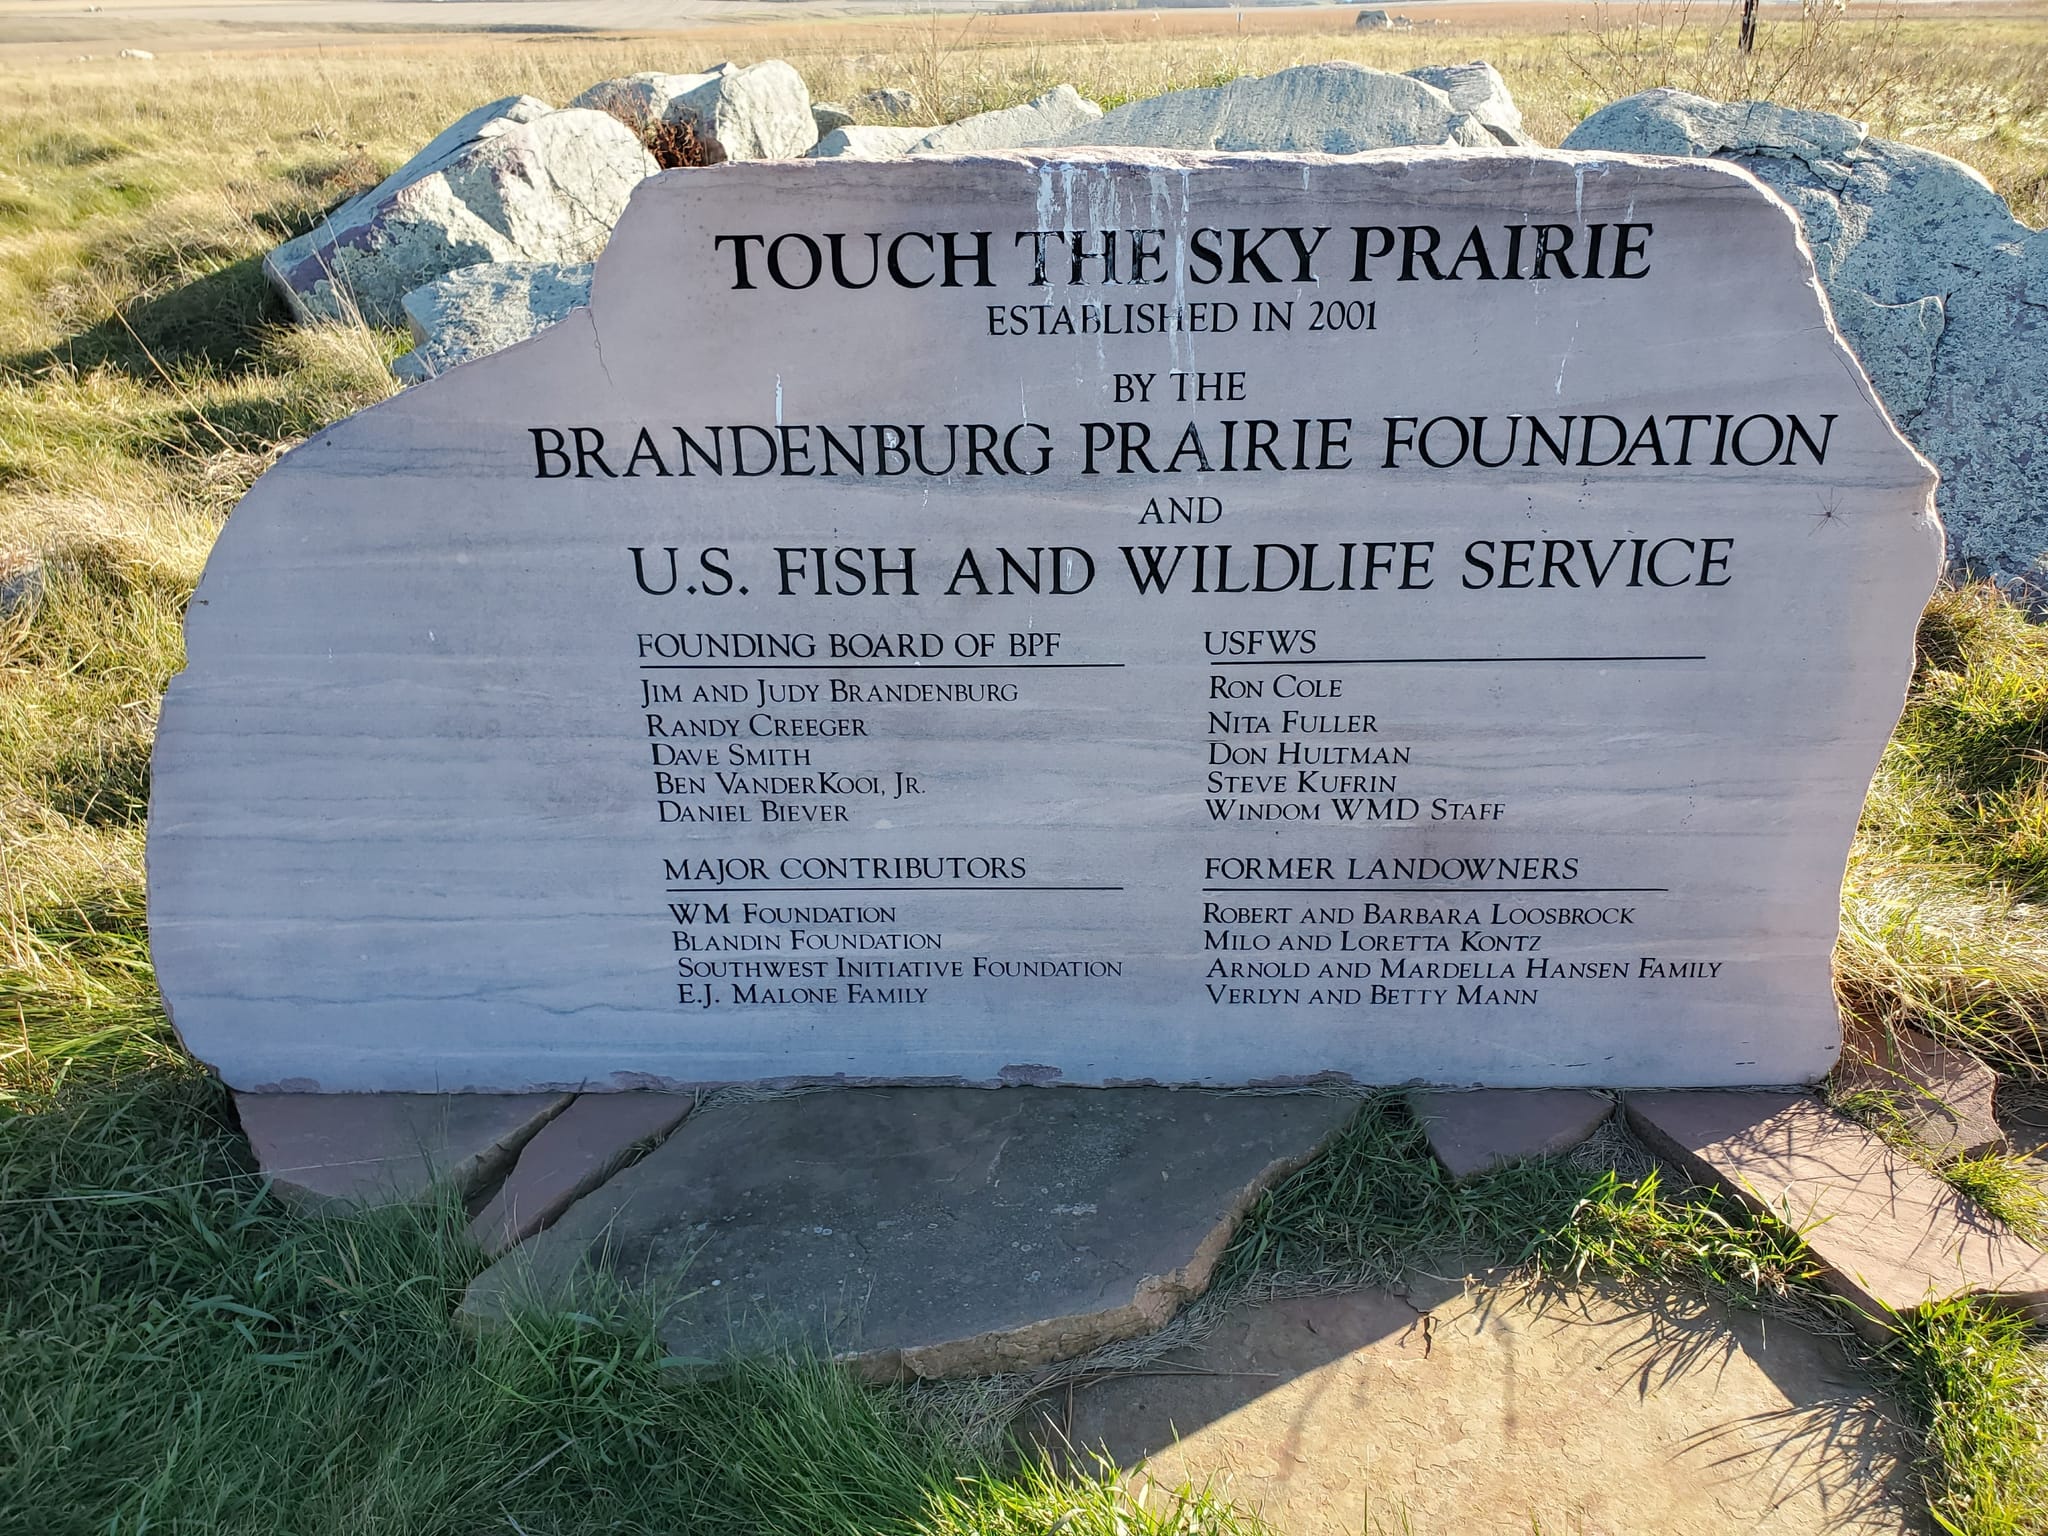 TOUCH THE SKY PRAIRIE
ESTABLISHED IN 2001
BY THE
BRANDENBURG PRAIRIE FOUNDATION
AND
U.S. FISH AND WILDLIFE SERVICE
FOUNDING BOARD OF BPF
JIM AND JUDY BRANDENBURG
RANDY CREEGER
DAVE SMITH
BEN VANDERKOOI, JR.
DANIEL BIEVER
USFWS
RON COLE
NITA FULLER
DON HULTMAN
STEVE KUFRIN
WINDOM WMD STAFF
MAJOR CONTRIBUTORS
WM FOUNDATION
BLANDIN FOUNDATION
SOUTHWEST INITIATIVE FOUNDATION
E.J. MALONE FAMILY
FORMER LANDOWNERS
ROBERT AND BARBARA LOOSBROCK
MILO AND LORETTA KONTZ
ARNOLD AND MARDELLA HANSEN FAMILY
VERLYN AND BETTY MANN